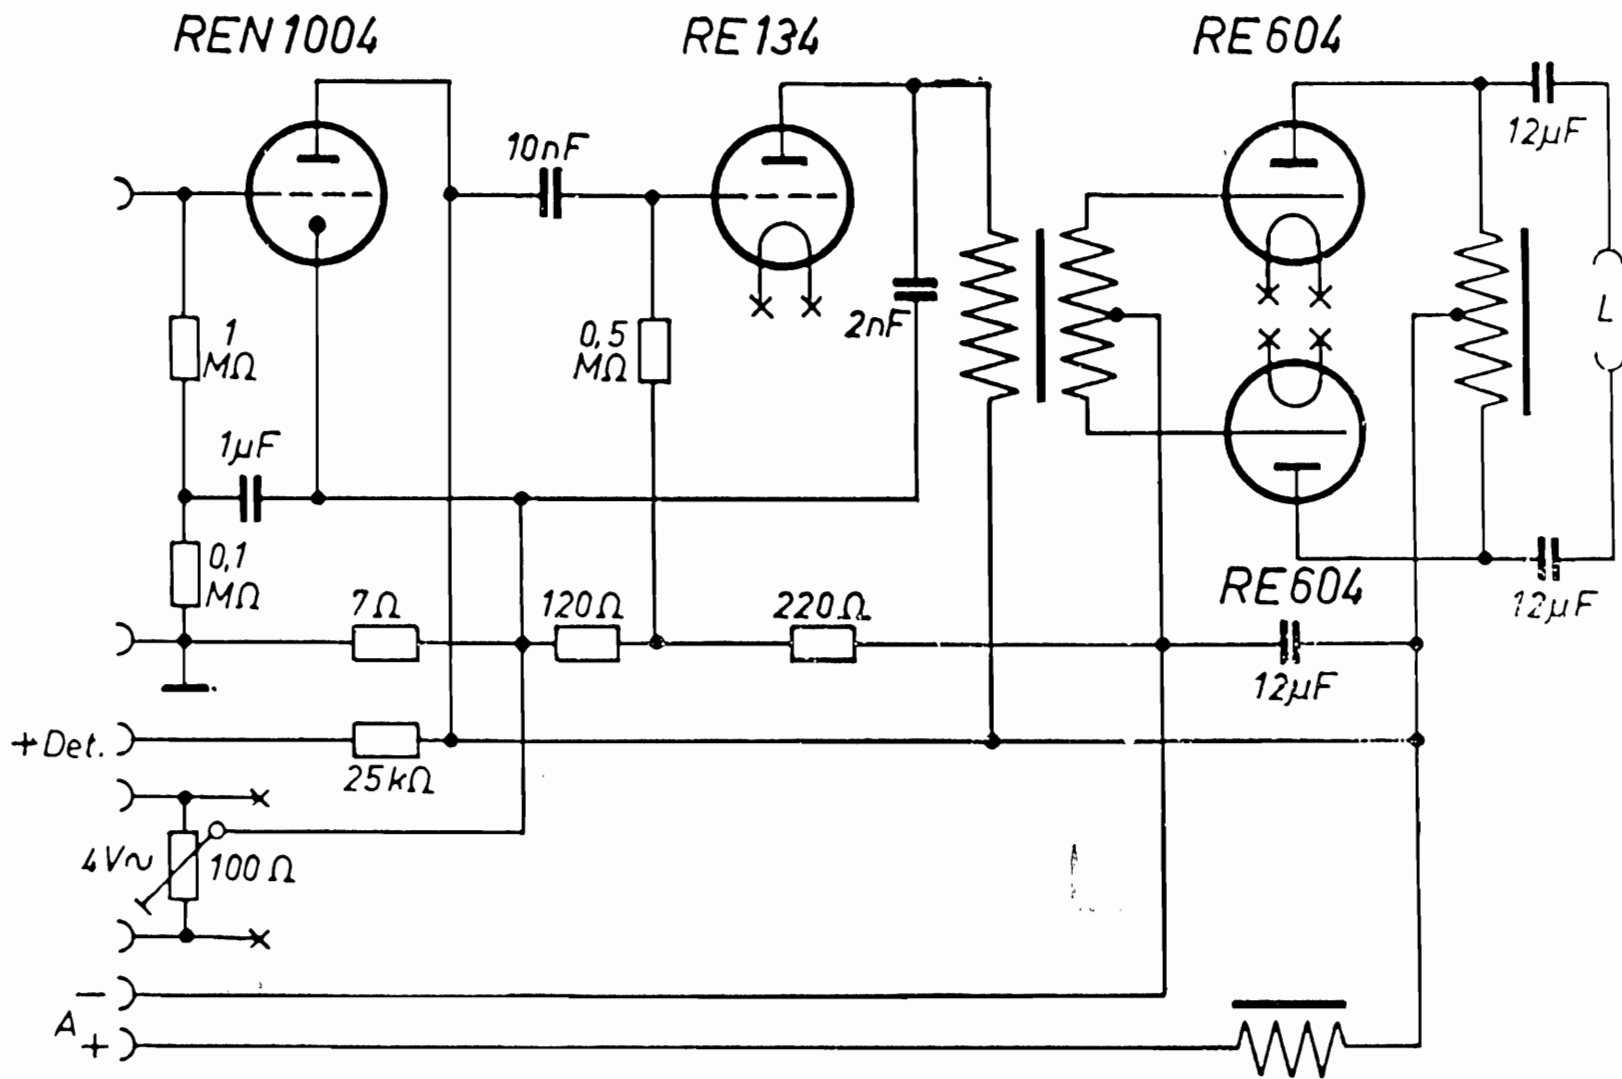 REN 1004
RE 134
RE 604
10nF
12µF
1
MΩ
0,5
MΩ
2nF
L
1µF
0,1
MΩ
7Ω
120Ω
220Ω
RE 604
12µF
12µF
+Det.
25kΩ
4V~
100Ω
−
A
+